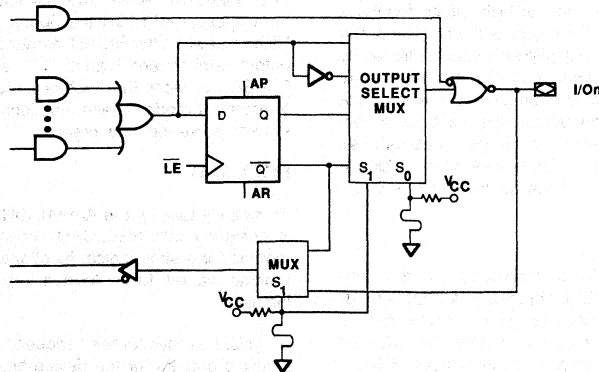 AP
D Q
LE
Q
AR
OUTPUT
SELECT
MUX
S1 S0
I/On
VCC
MUX
S1
VCC